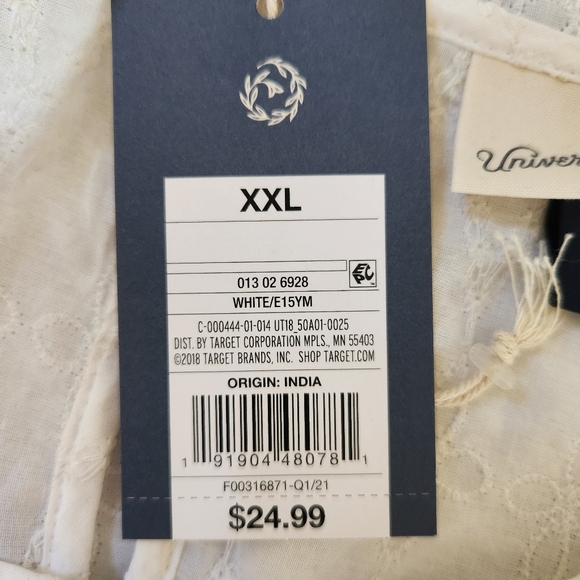 XXL
Univer
013 02 6928
EPC
WHITE/E15YM
C-000444-01-014 UT18_50A01-0025
DIST. BY TARGET CORPORATION MPLS., MN 55403
©2018 TARGET BRANDS, INC. SHOP TARGET.COM
ORIGIN: INDIA
1 91904 48078 1
F00316871-Q1/21
$24.99